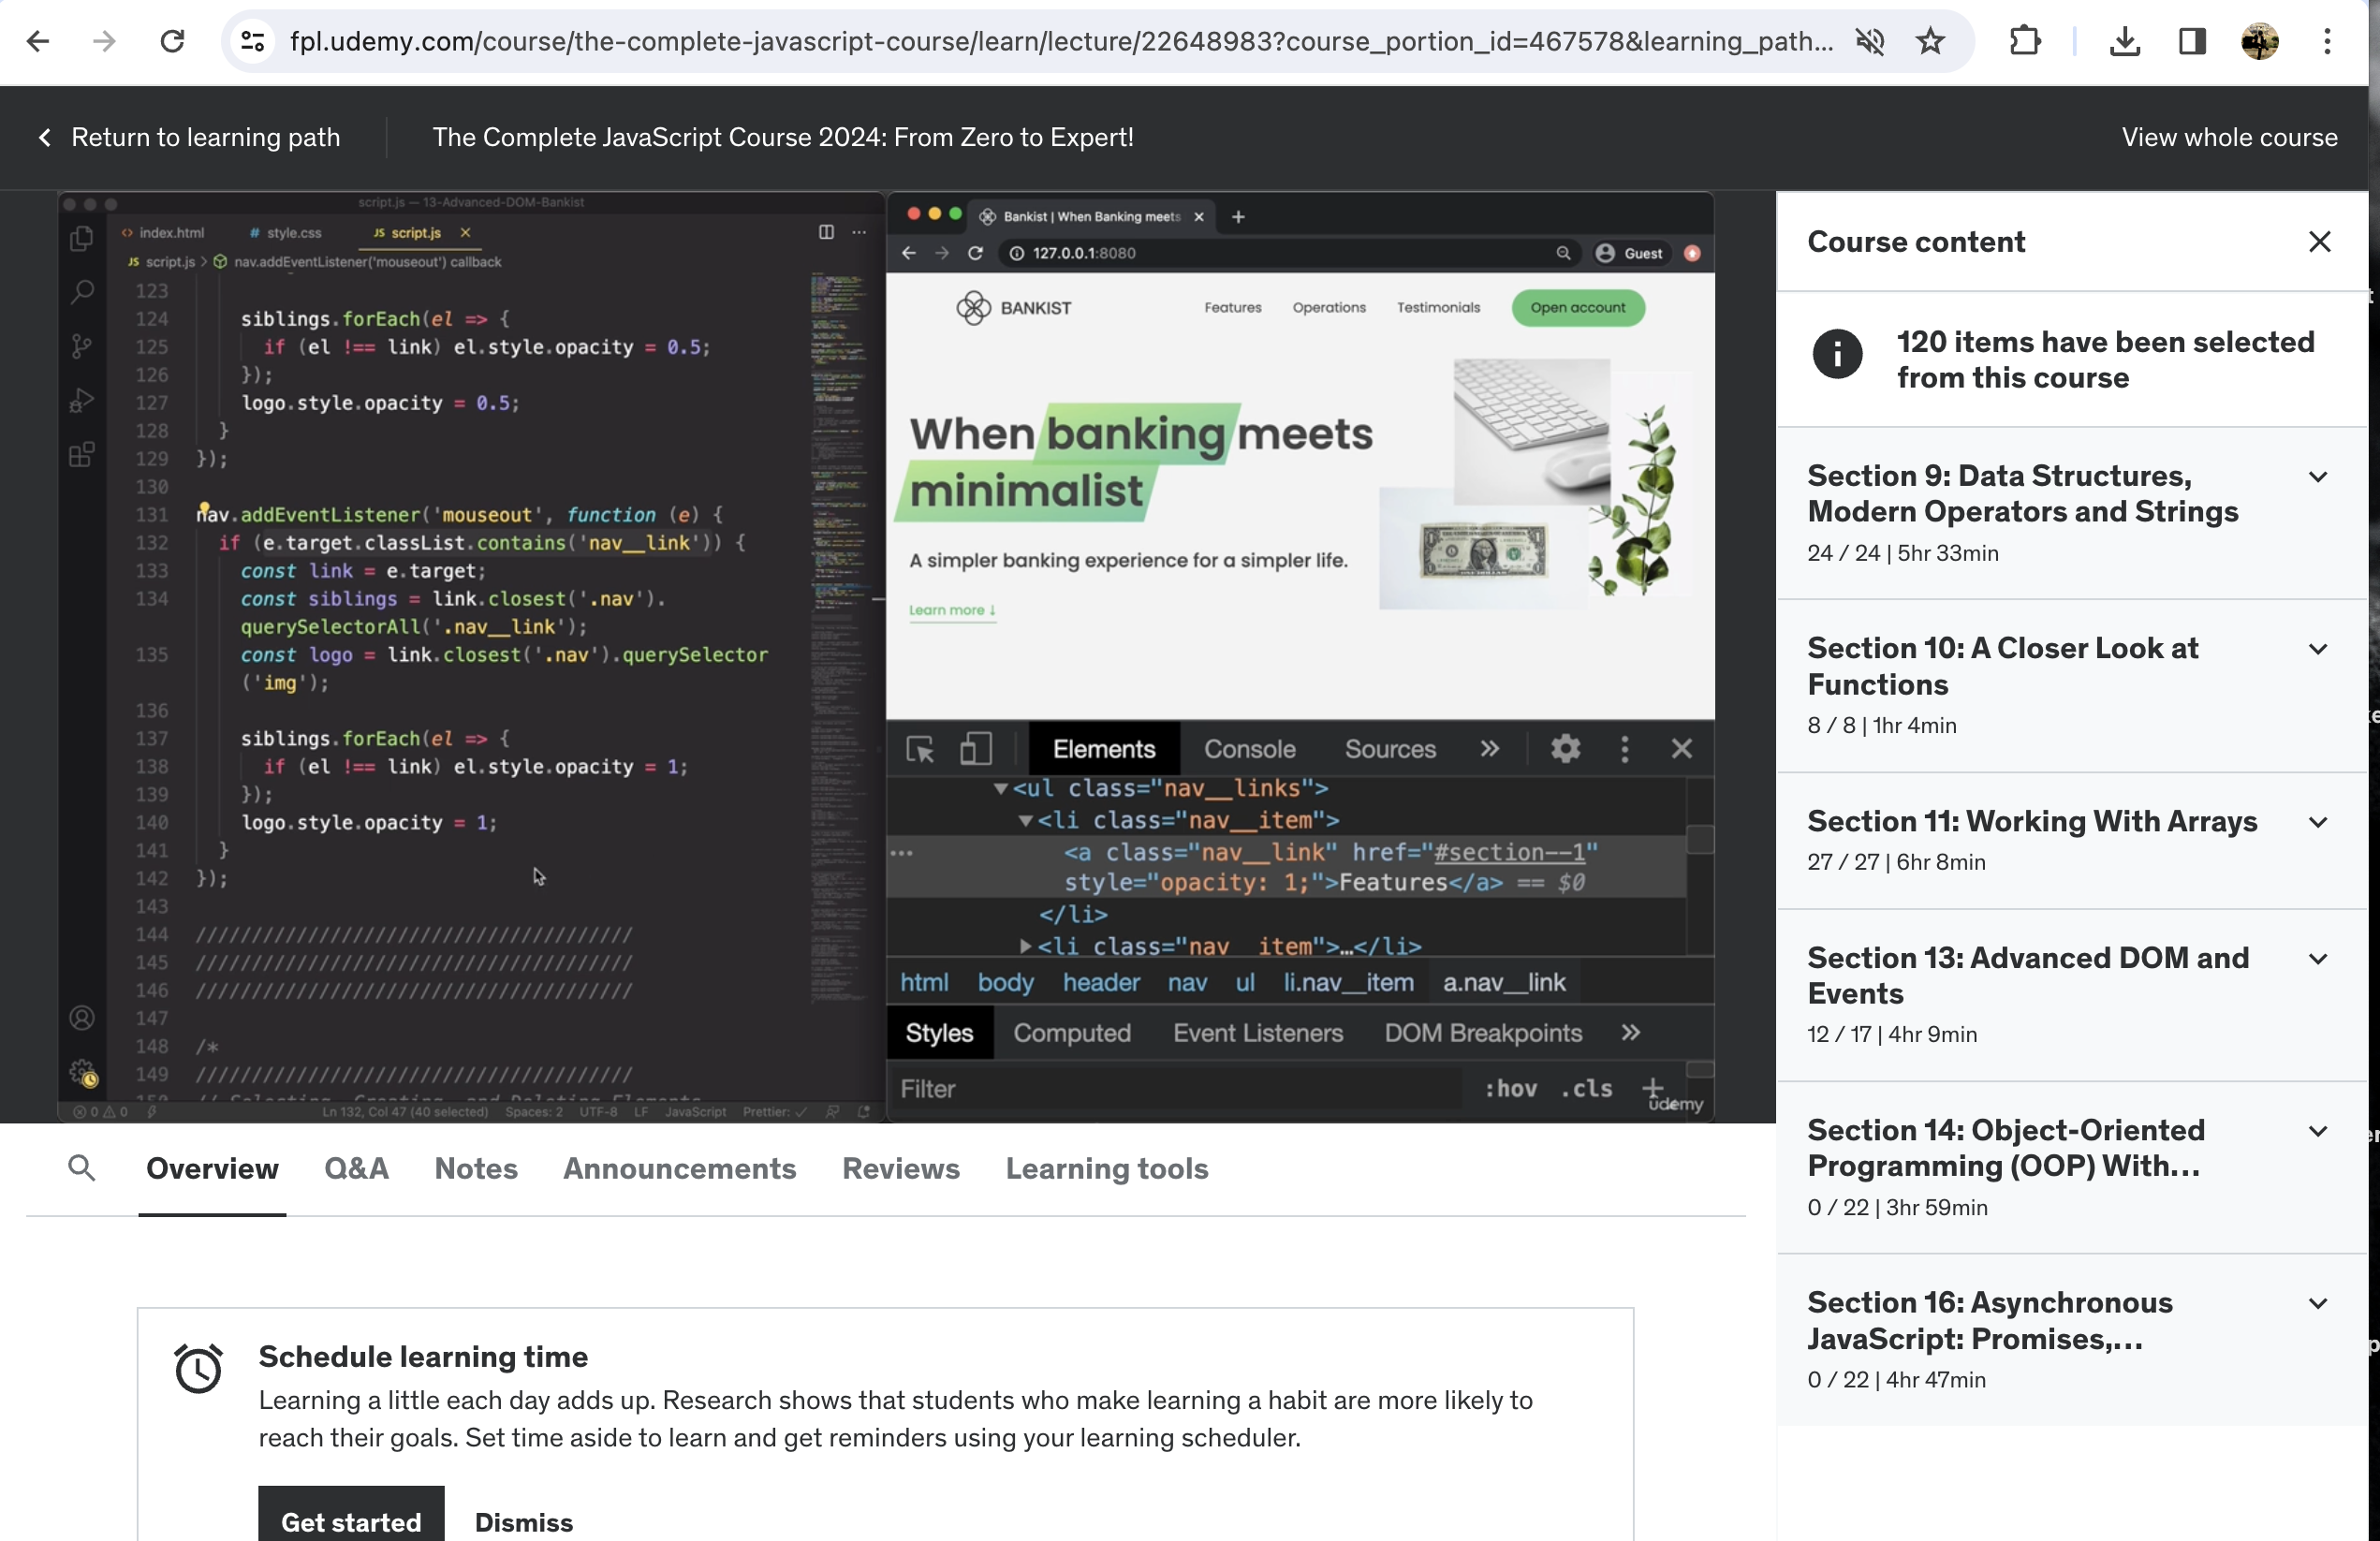 fpl.udemy.com/course/the-complete-javascript-course/learn/lecture/22648983?course_portion_id=467578&learning_path...
Return to learning path
The Complete JavaScript Course 2024: From Zero to Expert!
View whole course
script.js — 13-Advanced-DOM-Bankist
<> index.html
# style.css
JS script.js
JS script.js > nav.addEventListener('mouseout') callback
123
124 siblings.forEach(el => {
125 if (el !== link) el.style.opacity = 0.5;
126 });
127 logo.style.opacity = 0.5;
128 }
129 });
130
131 nav.addEventListener('mouseout', function (e) {
132 if (e.target.classList.contains('nav__link')) {
133 const link = e.target;
134 const siblings = link.closest('.nav').
querySelectorAll('.nav__link');
135 const logo = link.closest('.nav').querySelector
('img');
136
137 siblings.forEach(el => {
138 if (el !== link) el.style.opacity = 1;
139 });
140 logo.style.opacity = 1;
141 }
142 });
143
144 ///////////////////////////////////////
145 ///////////////////////////////////////
146 ///////////////////////////////////////
147
148 /*
149 ///////////////////////////////////////
0 0
Ln 132, Col 47 (40 selected) Spaces: 2 UTF-8 LF JavaScript Prettier: ✓
Bankist | When Banking meets
127.0.0.1:8080
Guest
BANKIST
Features
Operations
Testimonials
Open account
When banking meets
minimalist
A simpler banking experience for a simpler life.
Learn more ↓
Elements
Console
Sources
<ul class="nav__links">
<li class="nav__item">
<a class="nav__link" href="#section--1"
style="opacity: 1;">Features</a> == $0
</li>
<li class="nav__item">…</li>
html body header nav ul li.nav__item a.nav__link
Styles
Computed
Event Listeners
DOM Breakpoints
Filter
:hov .cls +
udemy
Course content
120 items have been selected
from this course
Section 9: Data Structures,
Modern Operators and Strings
24 / 24 | 5hr 33min
Section 10: A Closer Look at
Functions
8 / 8 | 1hr 4min
Section 11: Working With Arrays
27 / 27 | 6hr 8min
Section 13: Advanced DOM and
Events
12 / 17 | 4hr 9min
Section 14: Object-Oriented
Programming (OOP) With...
0 / 22 | 3hr 59min
Section 16: Asynchronous
JavaScript: Promises,...
0 / 22 | 4hr 47min
Overview
Q&A
Notes
Announcements
Reviews
Learning tools
Schedule learning time
Learning a little each day adds up. Research shows that students who make learning a habit are more likely to
reach their goals. Set time aside to learn and get reminders using your learning scheduler.
Get started
Dismiss